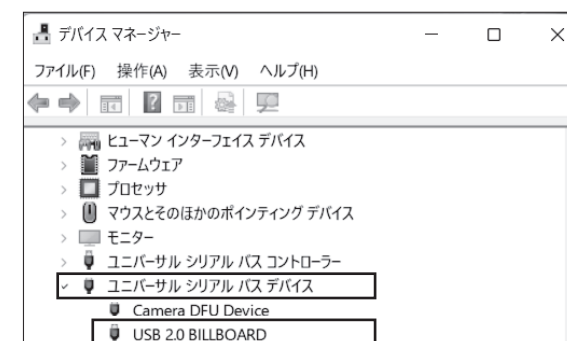 デバイス マネージャー
ファイル(F) 操作(A) 表示(V) ヘルプ(H)
ヒューマン インターフェイス デバイス
ファームウェア
プロセッサ
マウスとそのほかのポインティング デバイス
モニター
ユニバーサル シリアル バス コントローラー
ユニバーサル シリアル バス デバイス
Camera DFU Device
USB 2.0 BILLBOARD